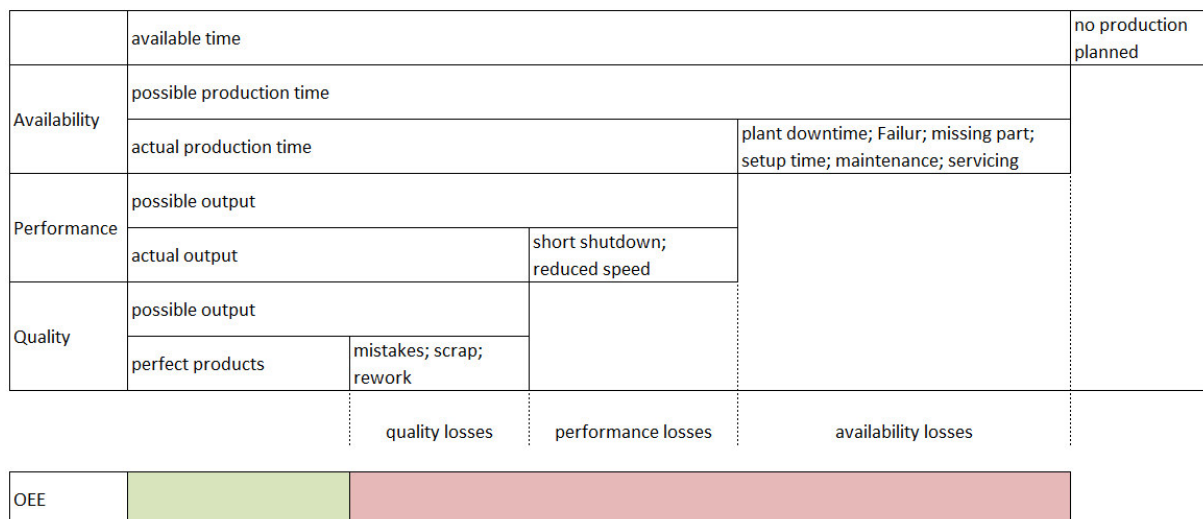 available time
no production
planned
Availability
possible production time
actual production time
plant downtime; Failur; missing part;
setup time; maintenance; servicing
Performance
possible output
actual output
short shutdown;
reduced speed
Quality
possible output
perfect products
mistakes; scrap;
rework
quality losses
performance losses
availability losses
OEE